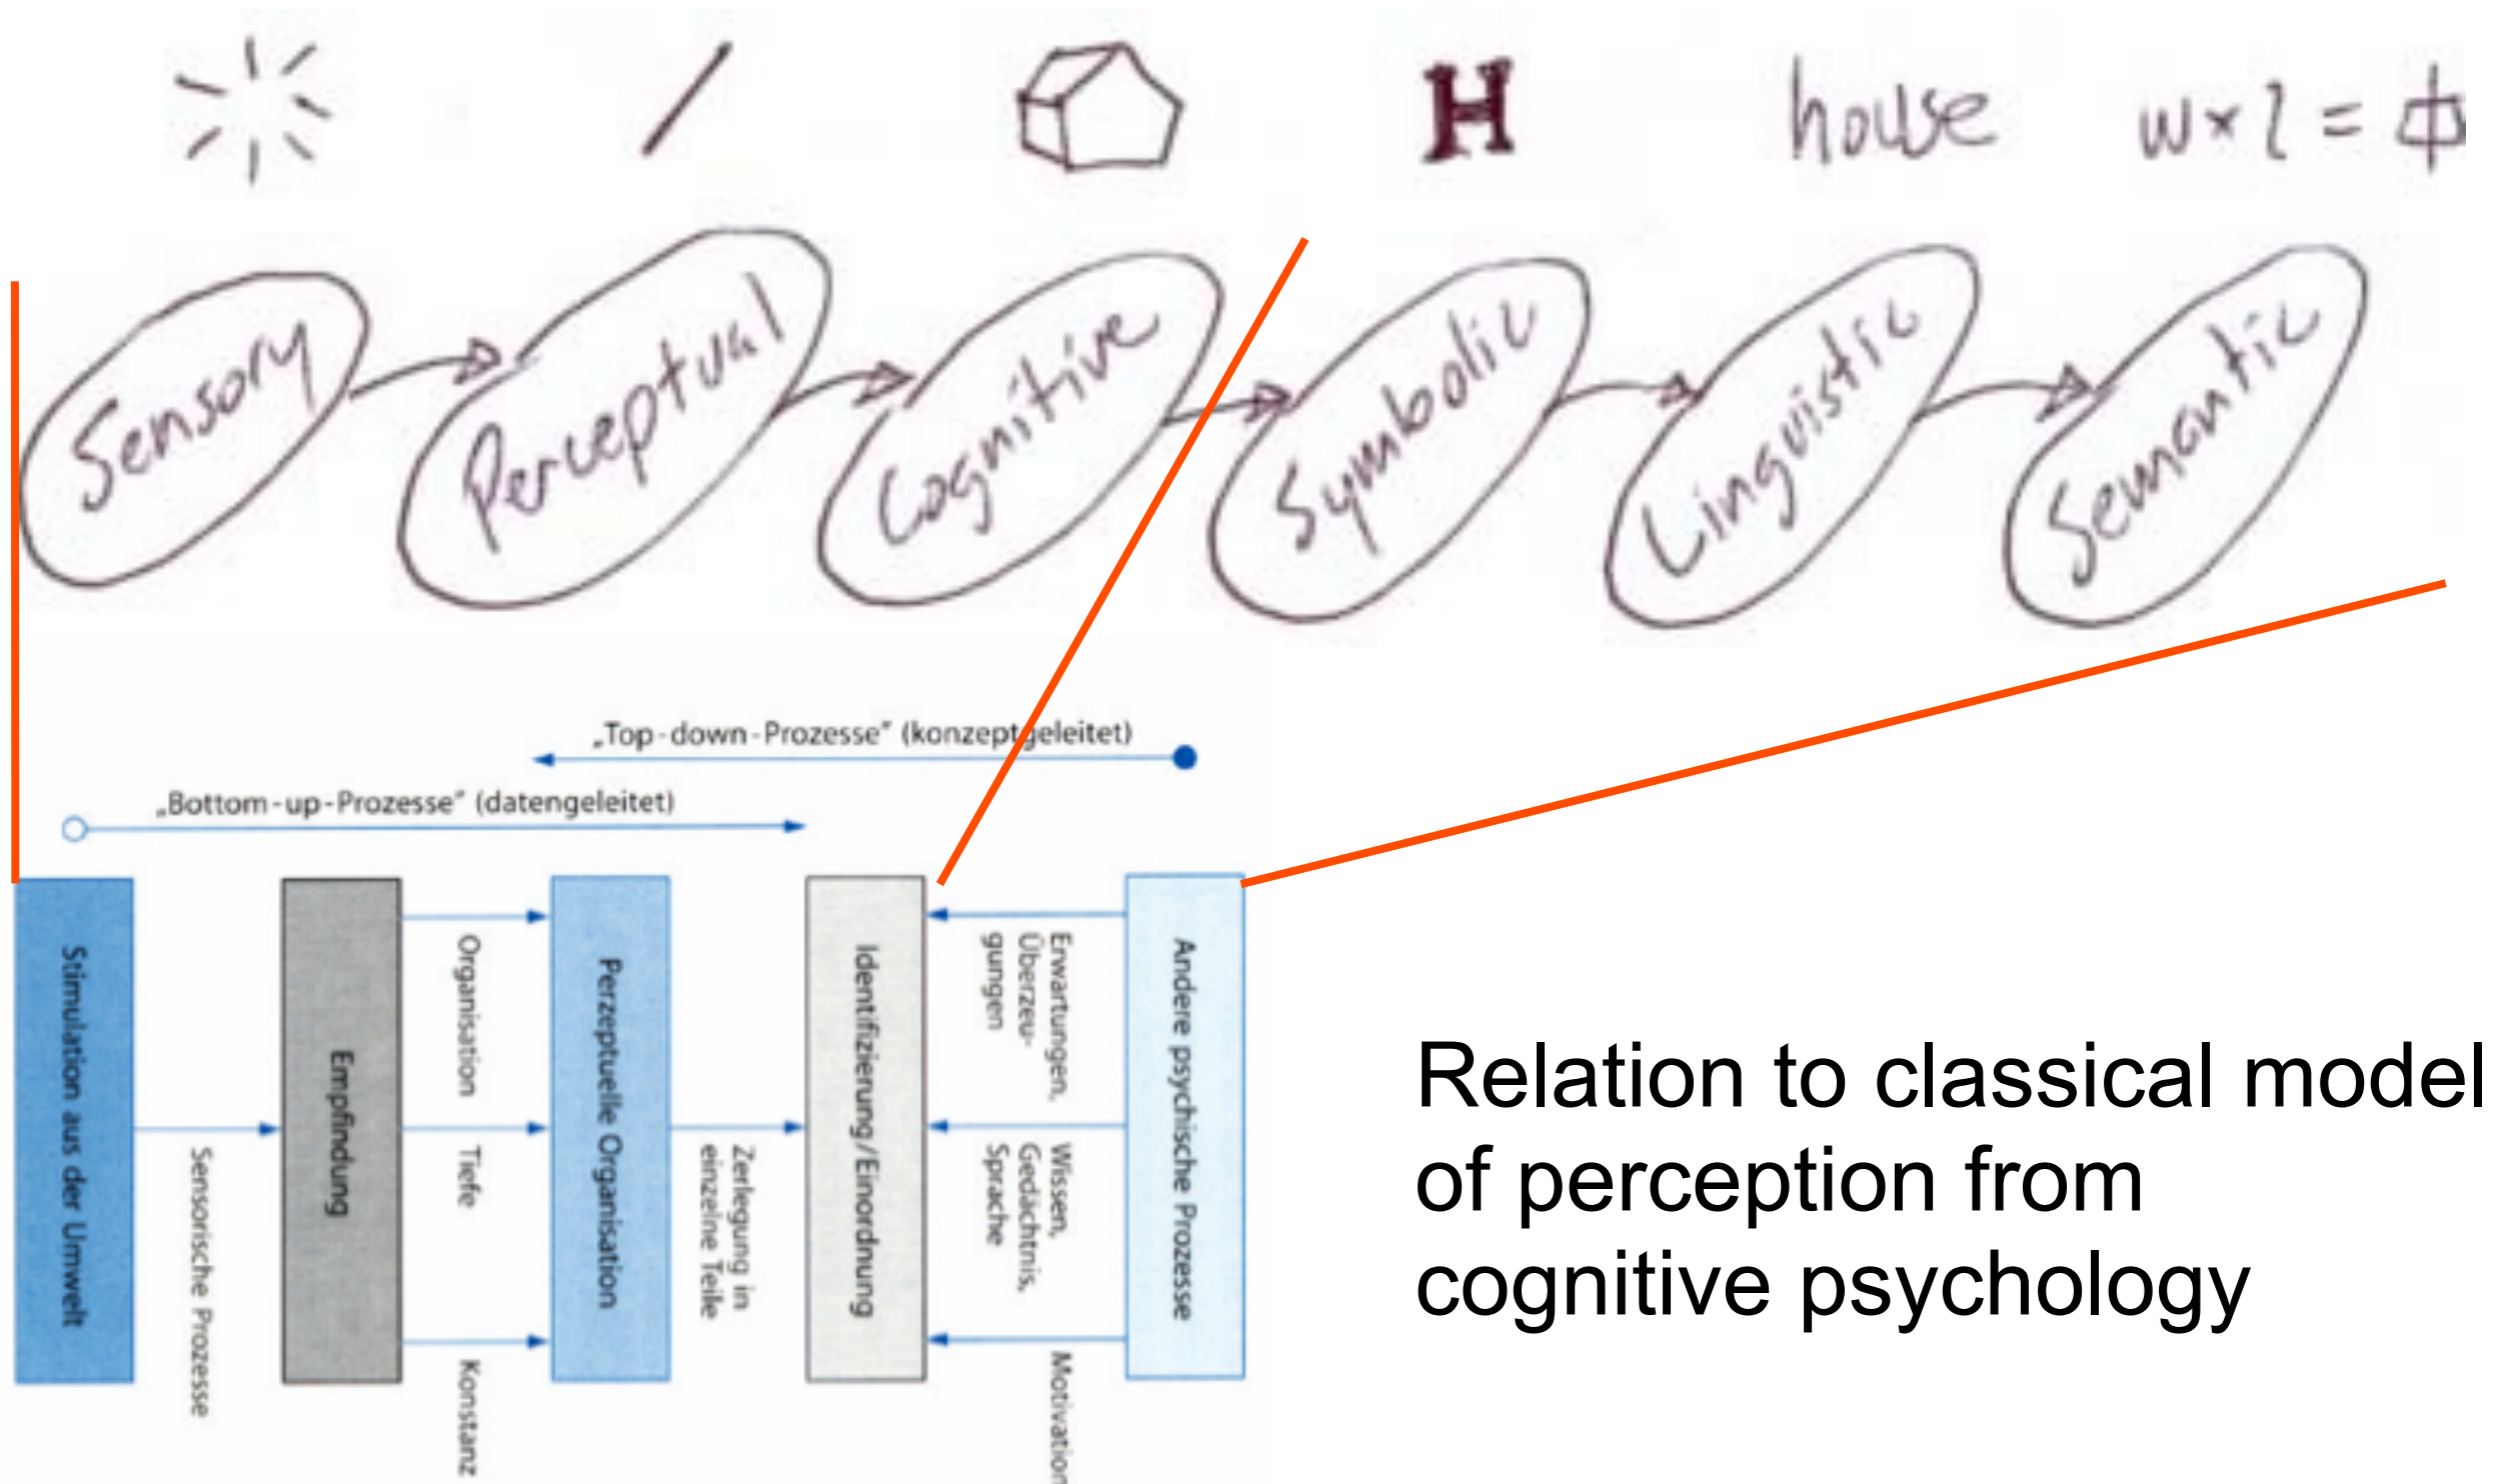 H house w × l =
Sensory Perceptual Cognitive Symbolic Linguistic Semantic
„Top-down-Prozesse" (konzeptgeleitet)
„Bottom-up-Prozesse" (datengeleitet)
Stimulation aus der Umwelt
Sensorische Prozesse
Empfindung
Organisation
Tiefe
Konstanz
Perzeptuelle Organisation
Zerlegung in
einzelne Teile
Identifizierung/Einordnung
Erwartungen,
Überzeu-
gungen
Wissen,
Gedächtnis,
Sprache
Motivation
Andere psychische Prozesse
Relation to classical model
of perception from
cognitive psychology